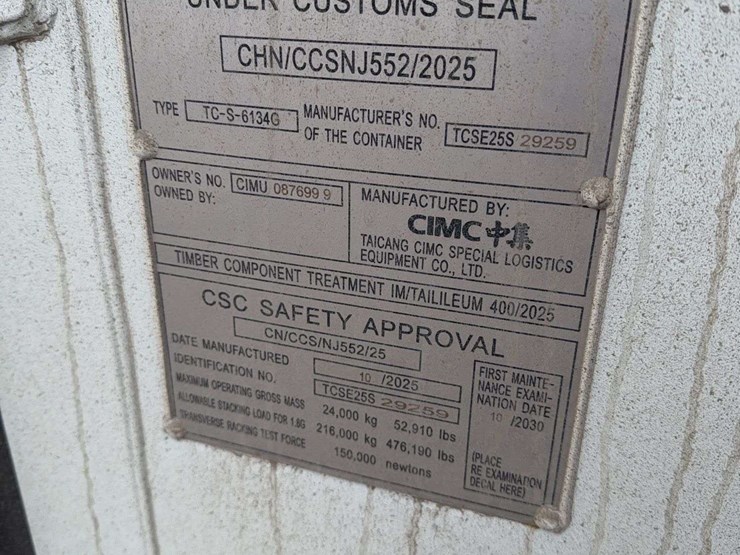 UNDER CUSTOMS SEAL
CHN/CCSNJ552/2025
TYPE TC-S-6134G MANUFACTURER'S NO. OF THE CONTAINER TCSE25S 29259
OWNER'S NO. CIMU 087699 9
OWNED BY:
MANUFACTURED BY:
CIMC中集
TAICANG CIMC SPECIAL LOGISTICS
EQUIPMENT CO., LTD.
TIMBER COMPONENT TREATMENT IM/TAILILEUM 400/2025
CSC SAFETY APPROVAL
CN/CCS/NJ552/25
DATE MANUFACTURED 10 /2025
IDENTIFICATION NO. TCSE25S 29259
MAXIMUM OPERATING GROSS MASS 24,000 kg 52,910 lbs
ALLOWABLE STACKING LOAD FOR 1.8G 216,000 kg 476,190 lbs
TRANSVERSE RACKING TEST FORCE 150,000 newtons
FIRST MAINTE-
NANCE EXAMI-
NATION DATE
10 /2030
(PLACE
RE EXAMINAPON
DECAL HERE)